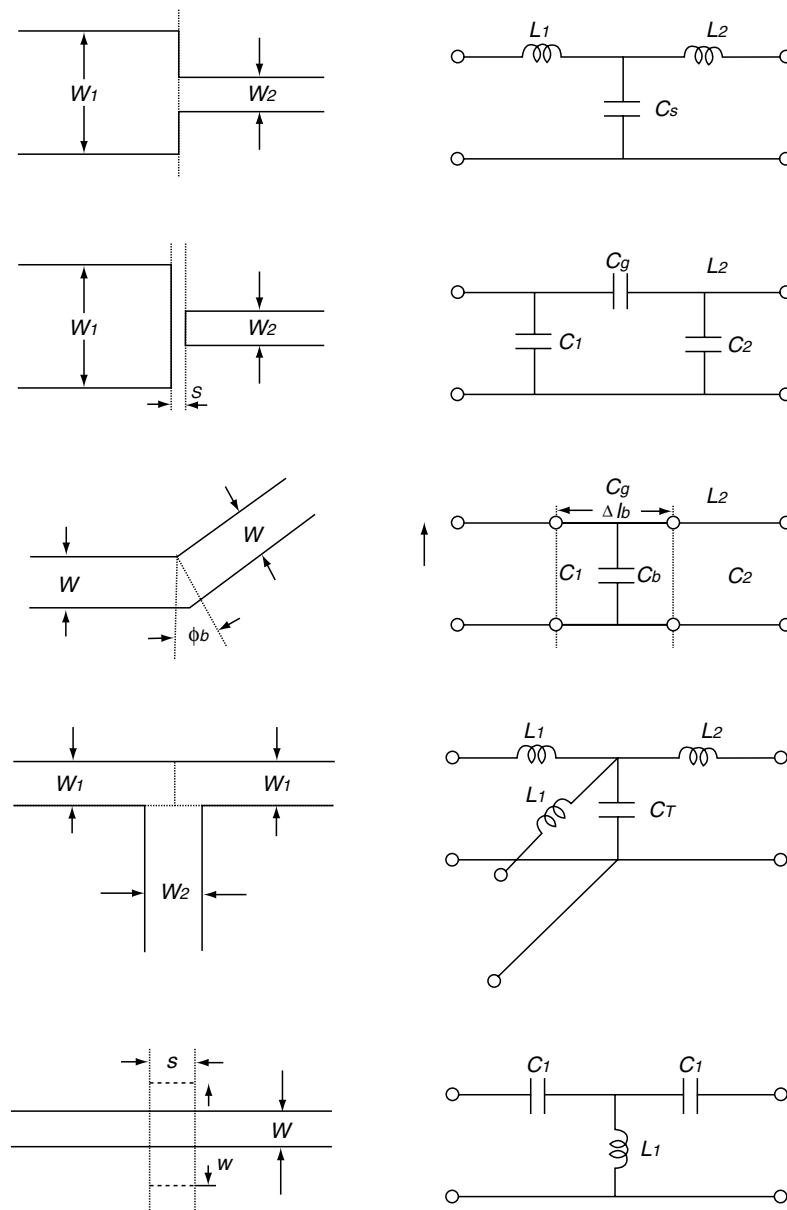 L1 L2
W1 W2 Cs
Cg L2
W1 W2 C1 C2
s
Cg L2
Δ lb
W W C1 Cb C2
ϕb
L1 L2
W1 W1 L1 CT
W2
s C1 C1
W L1
w